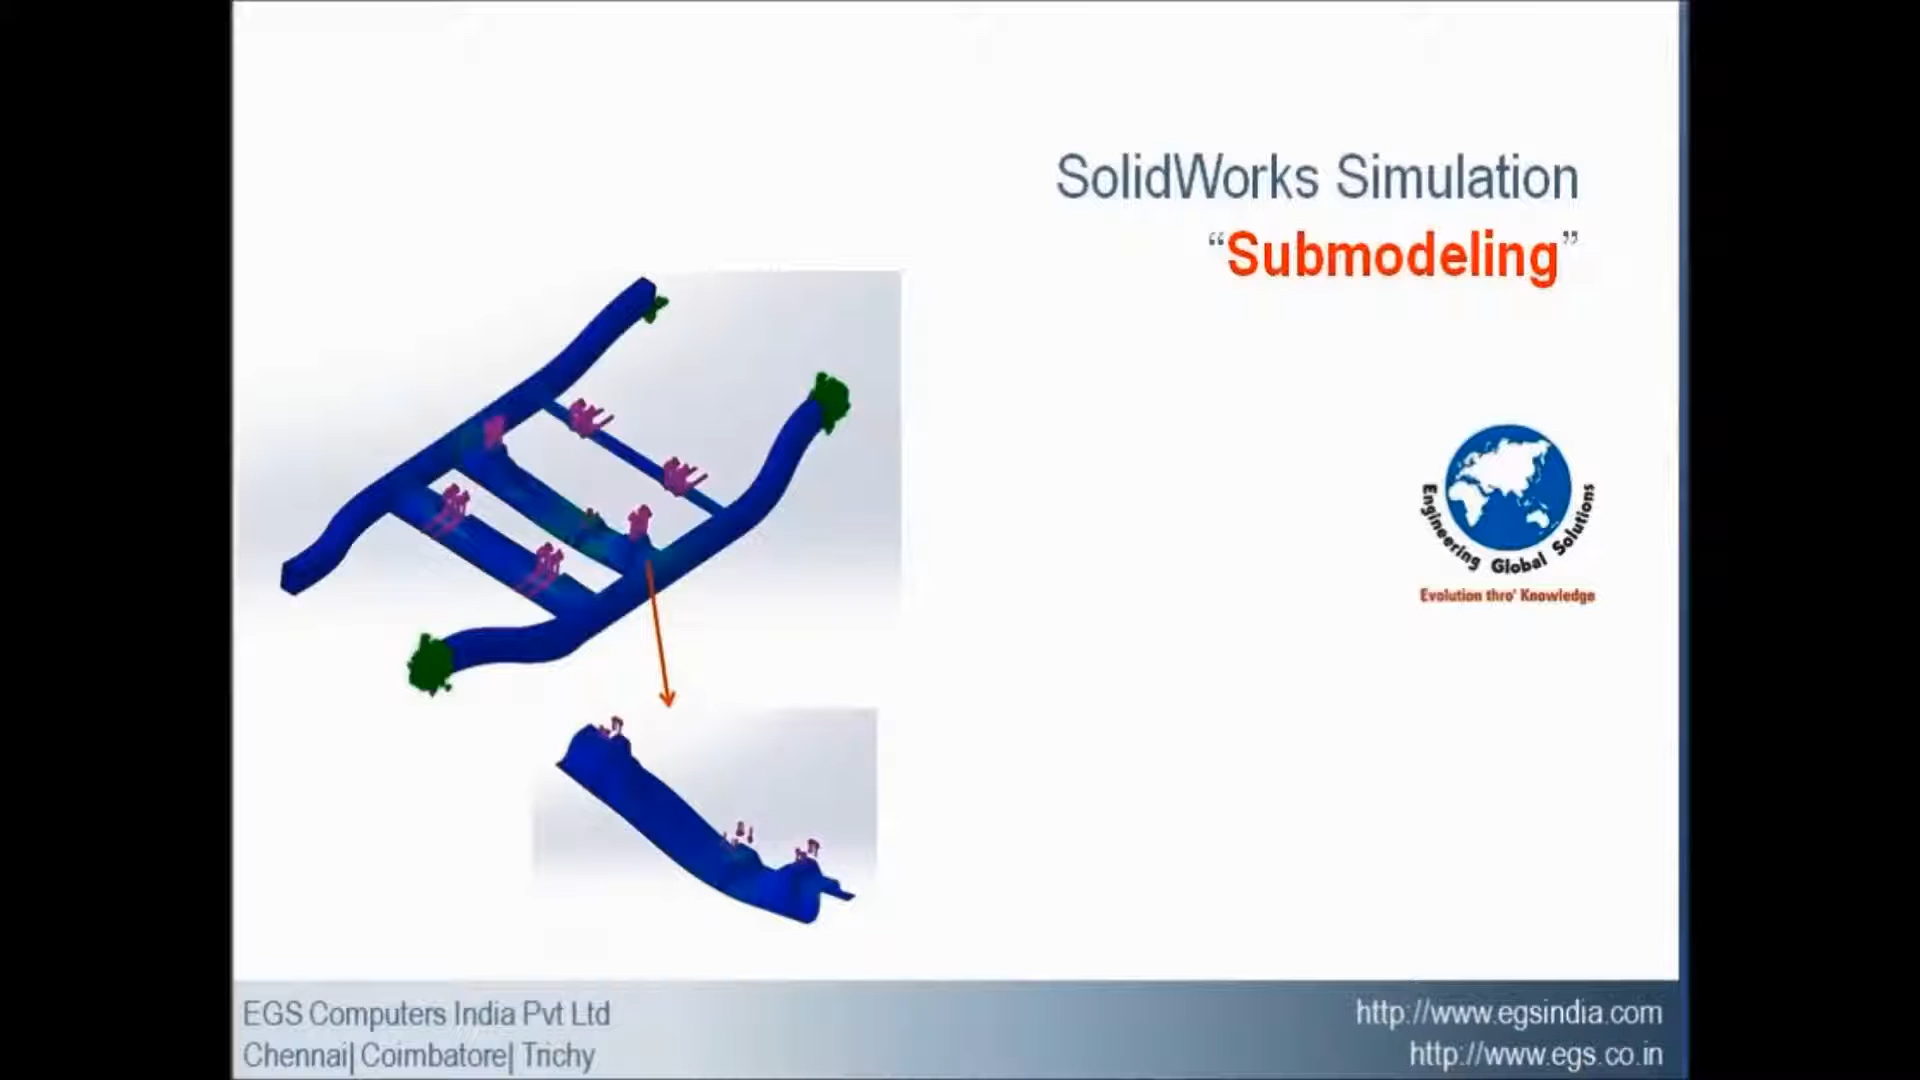 SolidWorks Simulation
“Submodeling”
Engineering Global Solutions
Evolution thro' Knowledge
EGS Computers India Pvt Ltd
Chennai| Coimbatore| Trichy
http://www.egsindia.com
http://www.egs.co.in